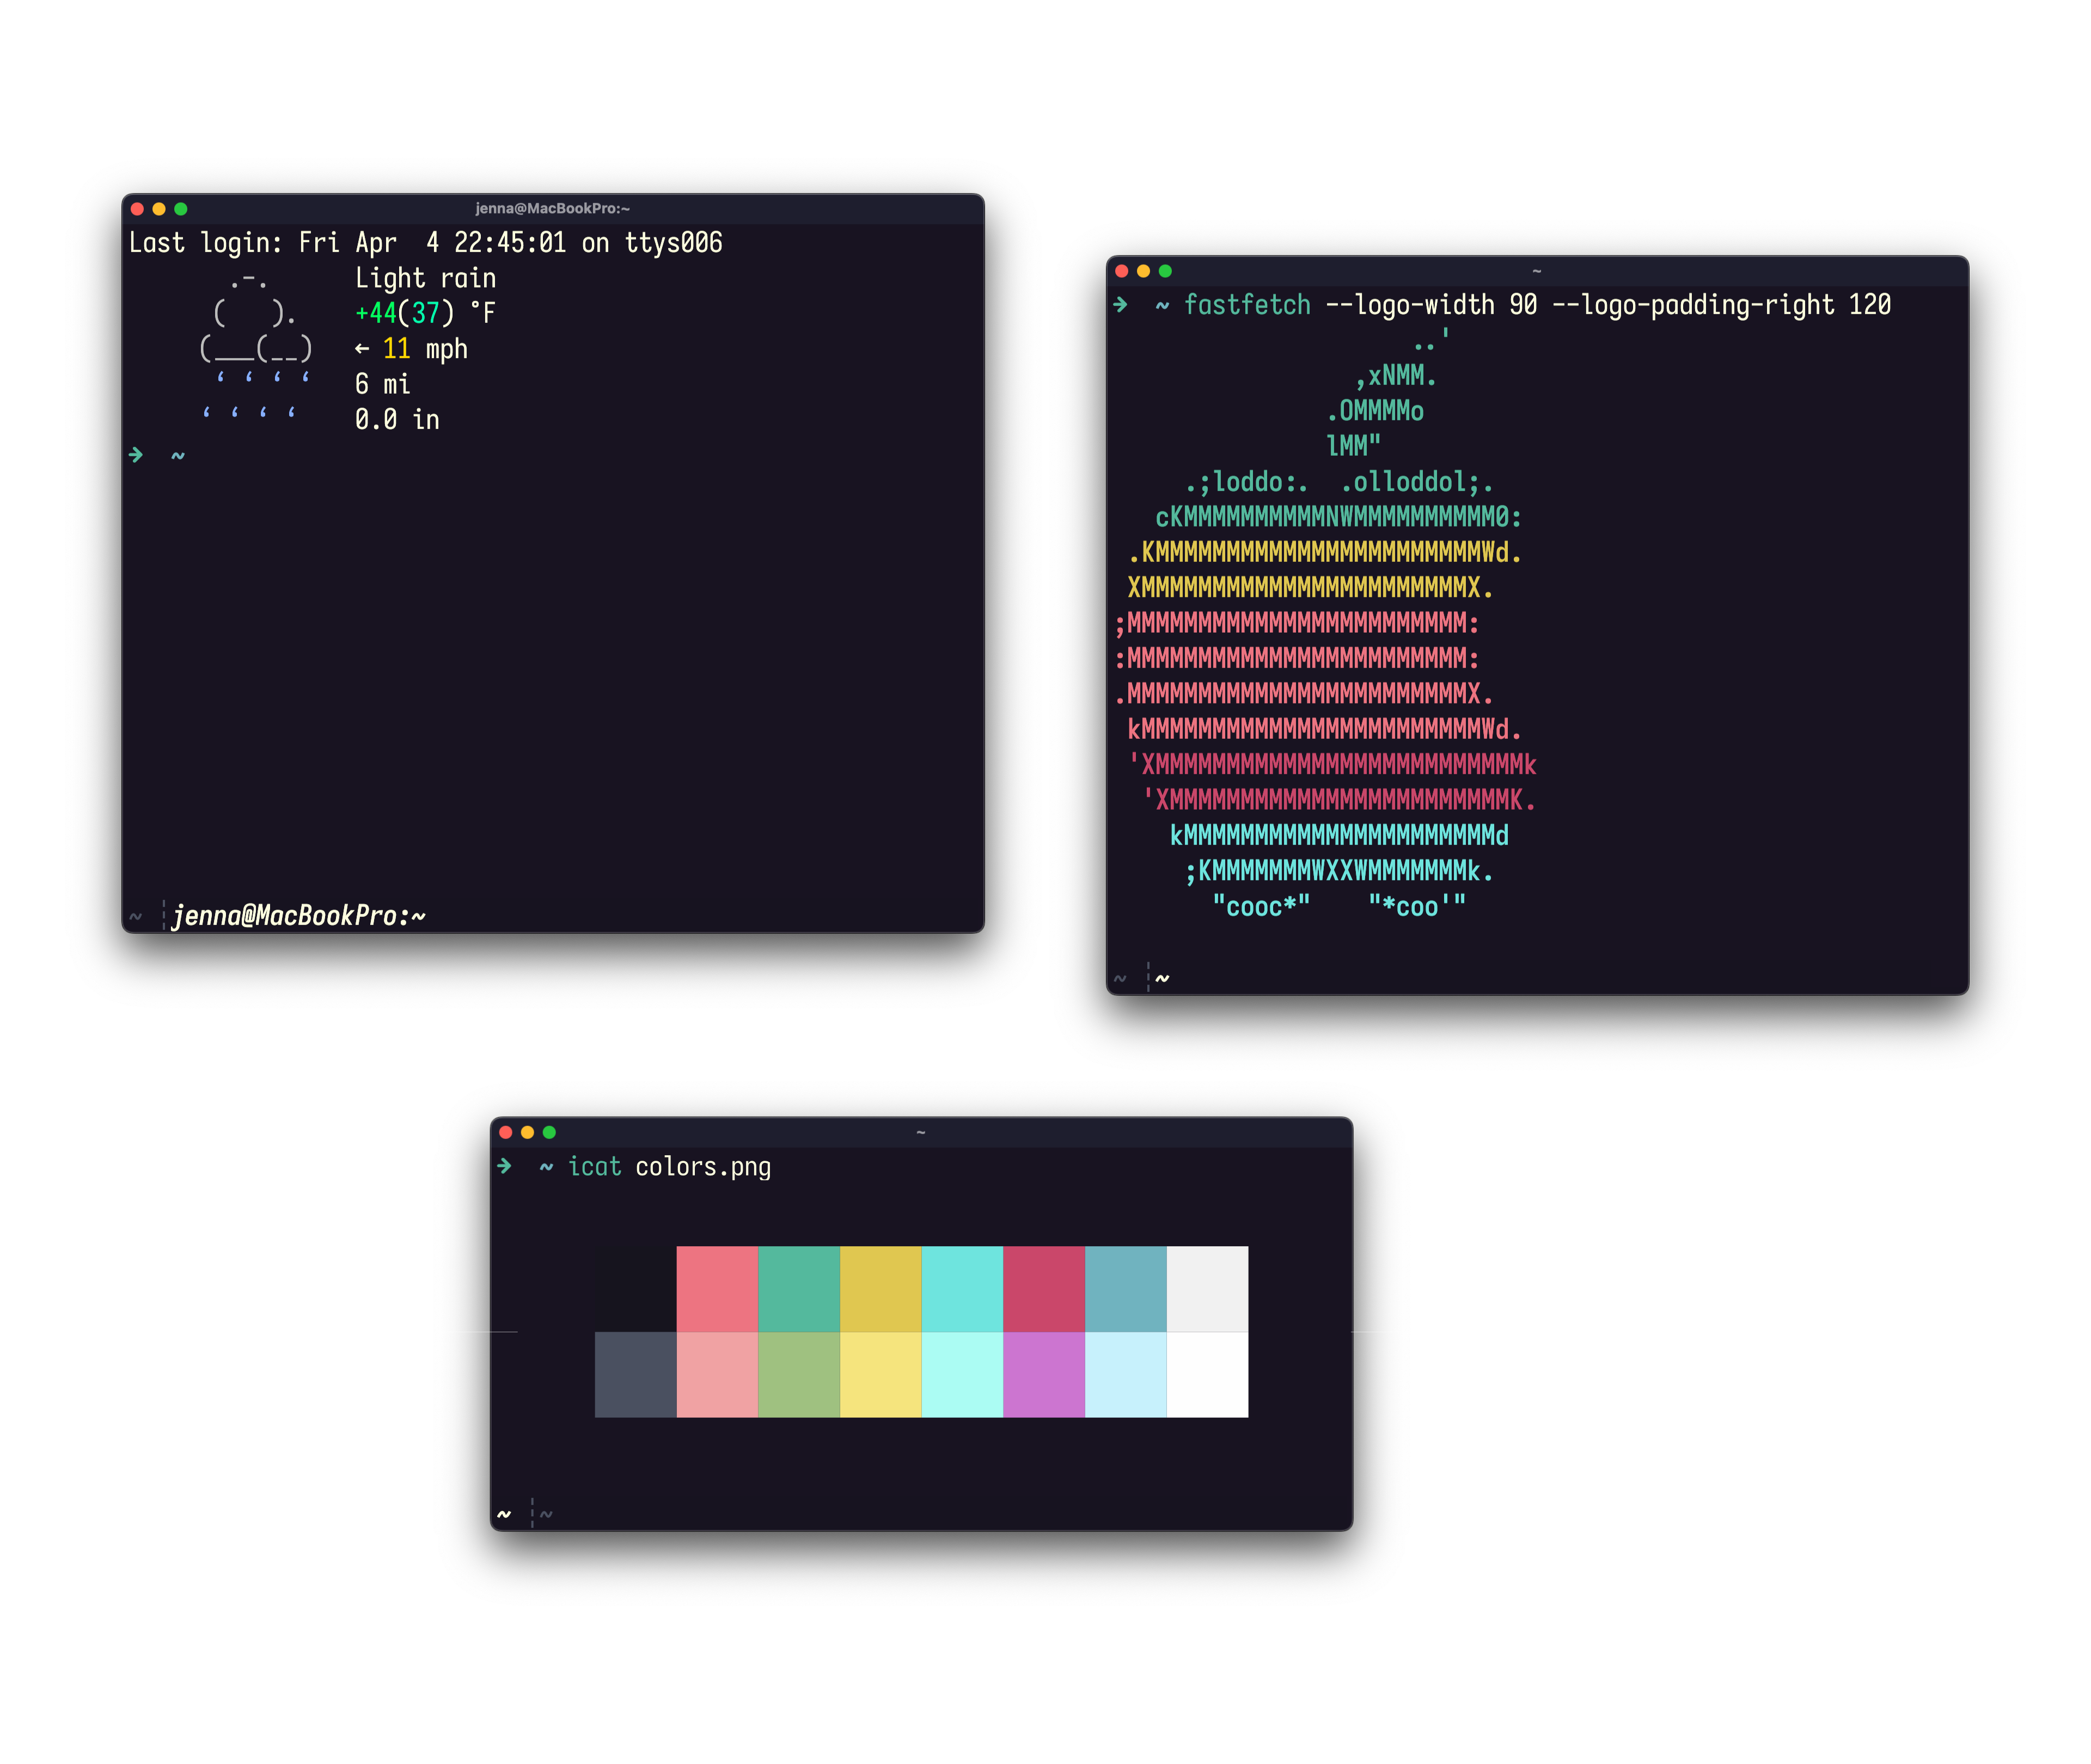 jenna@MacBookPro:~
Last login: Fri Apr  4 22:45:01 on ttys006
       .-.      Light rain
      (   ).    +44(37) °F
     (___(__)   ← 11 mph
      ‘ ‘ ‘ ‘   6 mi
     ‘ ‘ ‘ ‘    0.0 in
➜  ~
~ ┆jenna@MacBookPro:~
~
➜  ~ fastfetch --logo-width 90 --logo-padding-right 120
                     ..'
                 ,xNMM.
               .OMMMMo
               lMM"
     .;loddo:.  .olloddol;.
   cKMMMMMMMMMMNWMMMMMMMMMM0:
 .KMMMMMMMMMMMMMMMMMMMMMMMWd.
 XMMMMMMMMMMMMMMMMMMMMMMMX.
;MMMMMMMMMMMMMMMMMMMMMMMM:
:MMMMMMMMMMMMMMMMMMMMMMMM:
.MMMMMMMMMMMMMMMMMMMMMMMMX.
 kMMMMMMMMMMMMMMMMMMMMMMMMWd.
 'XMMMMMMMMMMMMMMMMMMMMMMMMMMk
  'XMMMMMMMMMMMMMMMMMMMMMMMMK.
    kMMMMMMMMMMMMMMMMMMMMMMd
     ;KMMMMMMMWXXWMMMMMMMk.
       "cooc*"    "*coo'"
~ ┆~
~
➜  ~ icat colors.png
~ ┆~